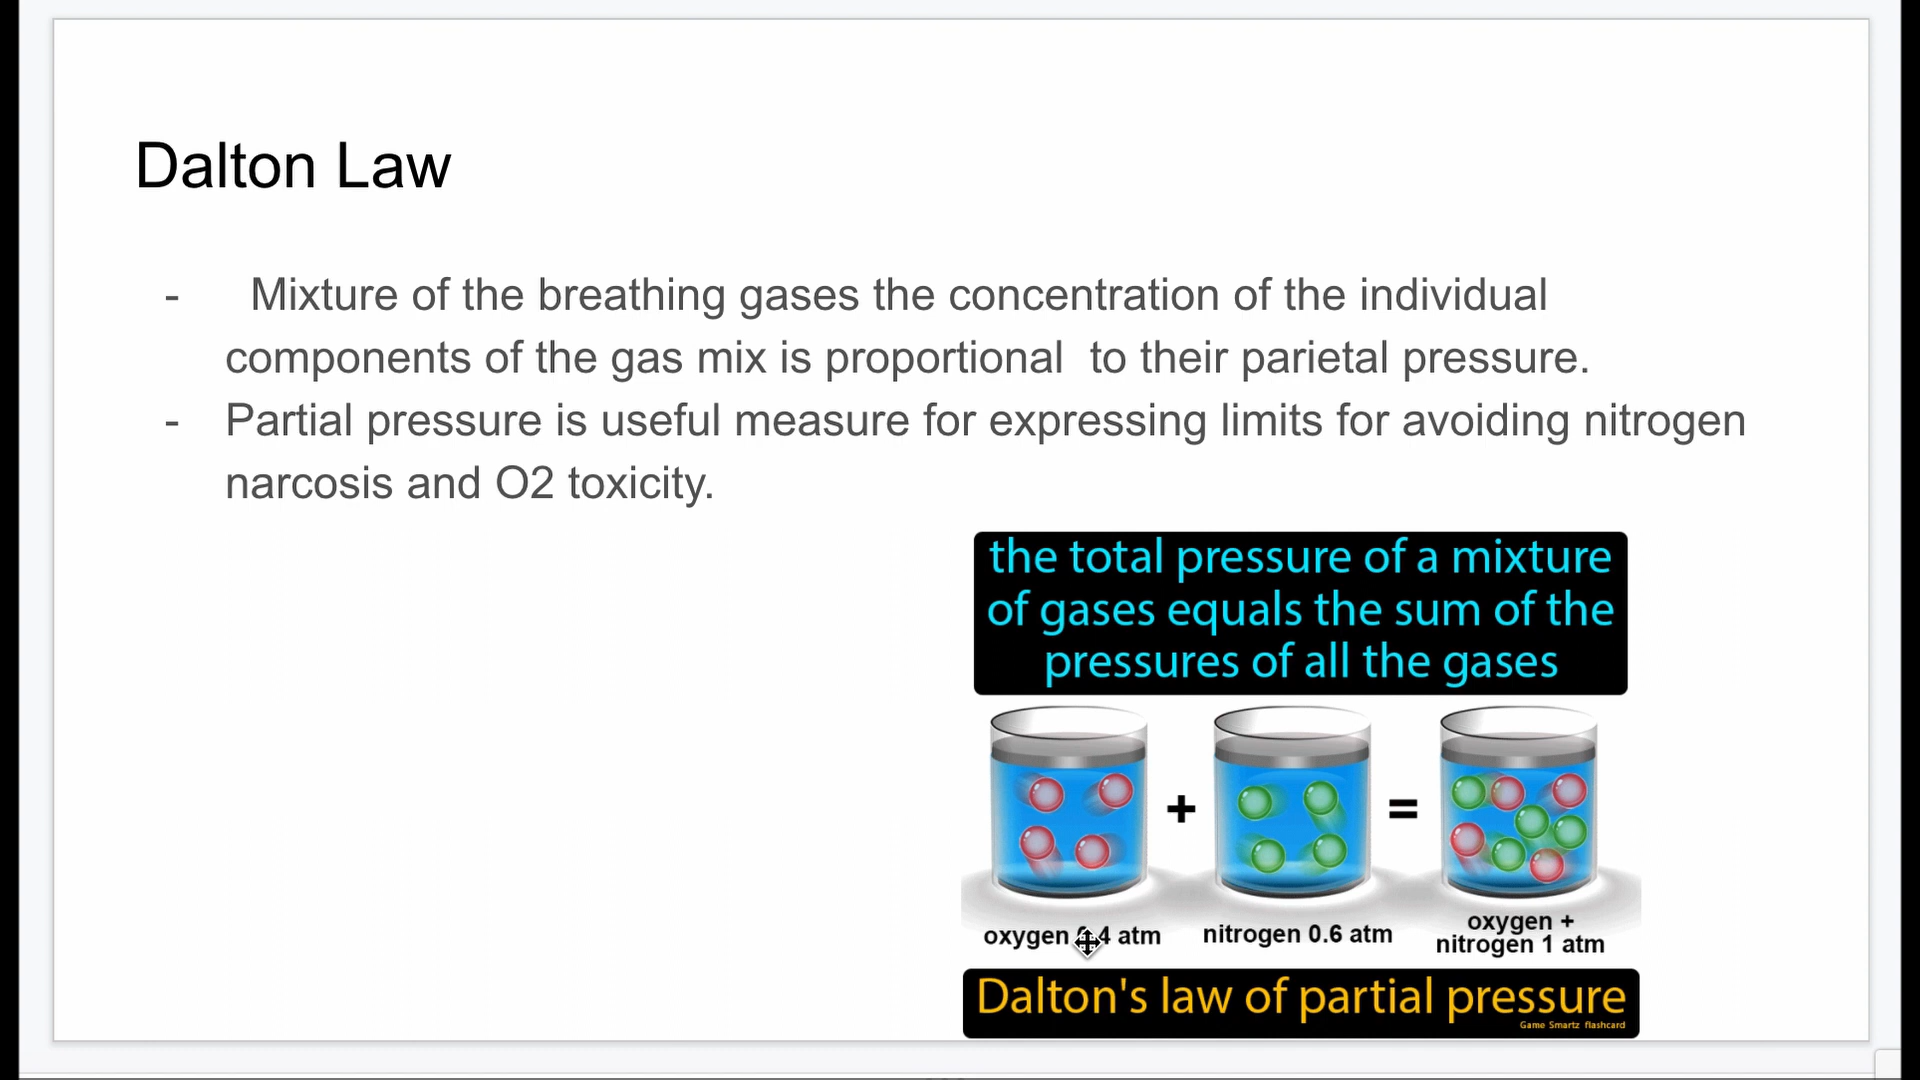 Dalton Law
- Mixture of the breathing gases the concentration of the individual
components of the gas mix is proportional to their parietal pressure.
- Partial pressure is useful measure for expressing limits for avoiding nitrogen
narcosis and O2 toxicity.
the total pressure of a mixture
of gases equals the sum of the
pressures of all the gases
+
=
oxygen 4 atm
nitrogen 0.6 atm
oxygen +
nitrogen 1 atm
Dalton's law of partial pressure
Game Smartz flashcard